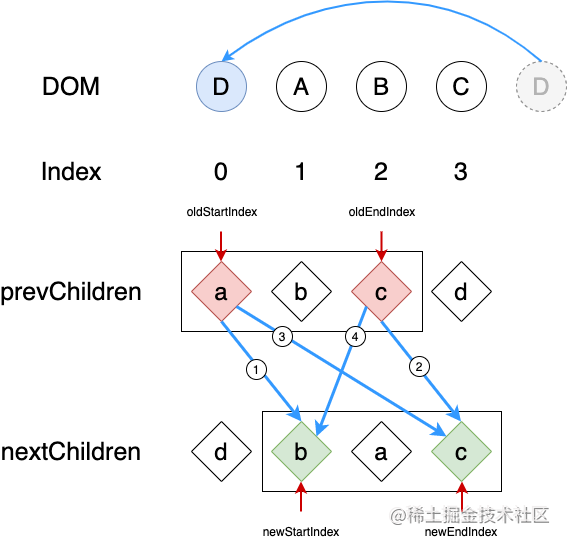 DOM D A B C D
Index 0 1 2 3
oldStartIndex oldEndIndex
prevChildren a b c d
3 4
1 2
nextChildren d b a c
@稀土掘金技术社区
newStartIndex newEndIndex